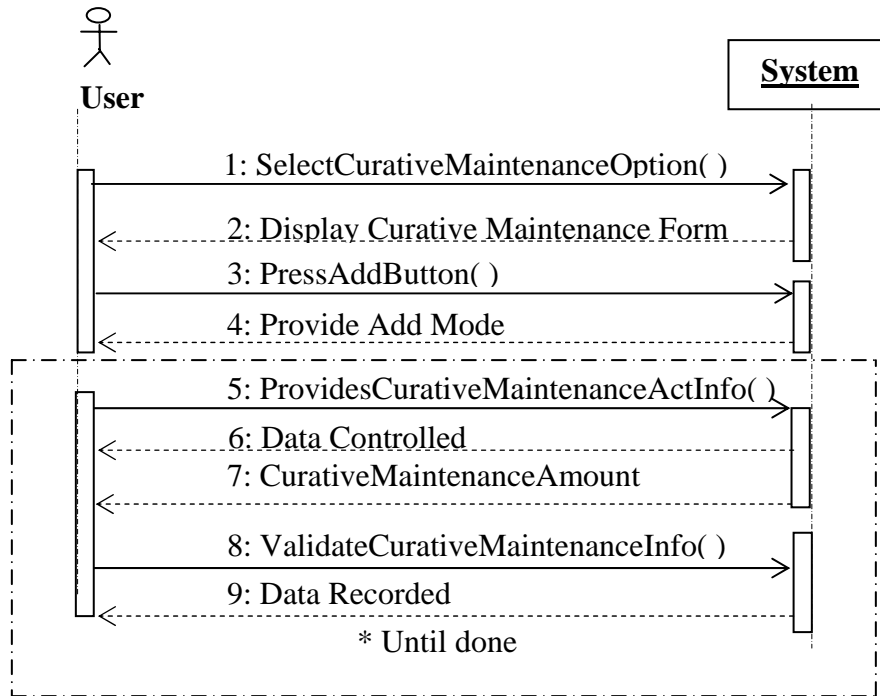 User
System
1: SelectCurativeMaintenanceOption( )
2: Display Curative Maintenance Form
3: PressAddButton( )
4: Provide Add Mode
5: ProvidesCurativeMaintenanceActInfo( )
6: Data Controlled
7: CurativeMaintenanceAmount
8: ValidateCurativeMaintenanceInfo( )
9: Data Recorded
* Until done